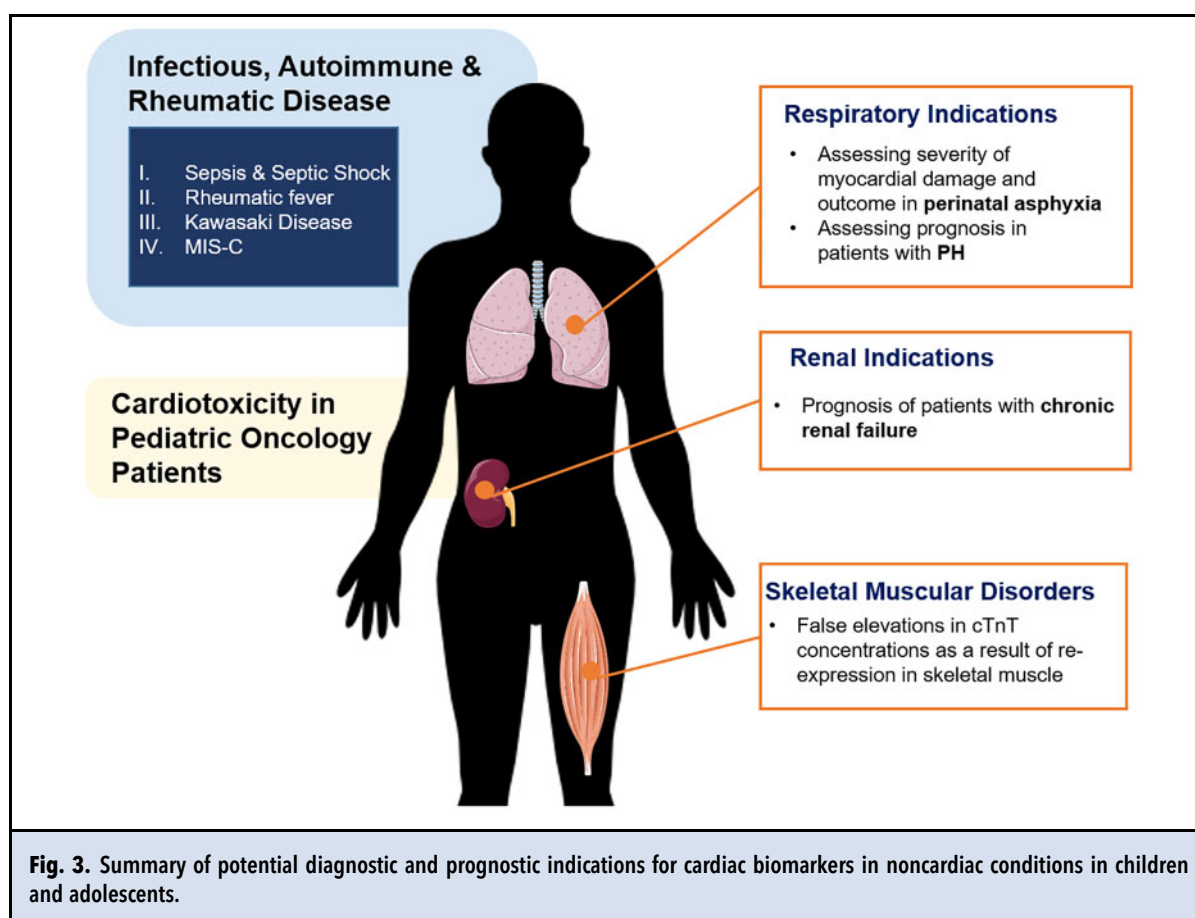 Infectious, Autoimmune &
Rheumatic Disease
I. Sepsis & Septic Shock
II. Rheumatic fever
III. Kawasaki Disease
IV. MIS-C
Cardiotoxicity in
Pediatric Oncology
Patients
Respiratory Indications
• Assessing severity of
myocardial damage and
outcome in perinatal asphyxia
• Assessing prognosis in
patients with PH
Renal Indications
• Prognosis of patients with chronic
renal failure
Skeletal Muscular Disorders
• False elevations in cTnT
concentrations as a result of re-
expression in skeletal muscle
Fig. 3. Summary of potential diagnostic and prognostic indications for cardiac biomarkers in noncardiac conditions in children
and adolescents.